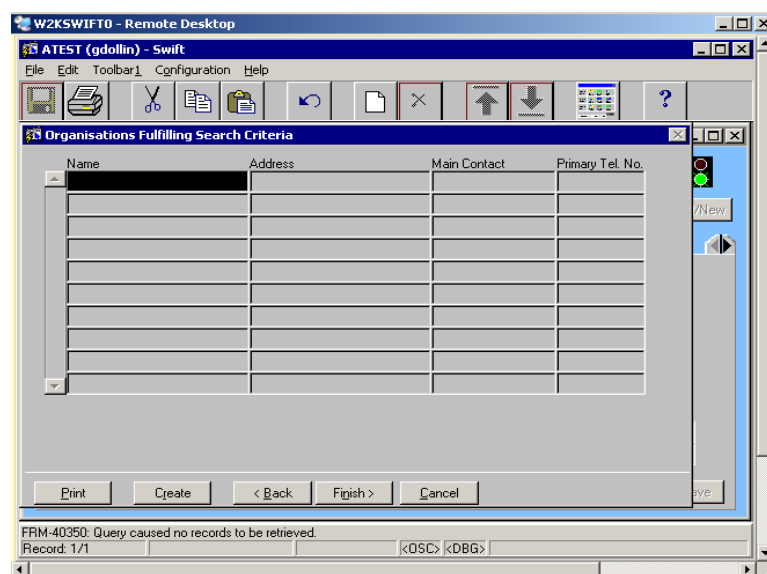 W2KSWIFT0 - Remote Desktop
ATEST (gdollin) - Swift
File Edit Toolbar1 Configuration Help
?
Organisations Fulfilling Search Criteria
Name Address Main Contact Primary Tel. No.
/New
Print Create < Back Finish > Cancel
ave
FRM-40350: Query caused no records to be retrieved.
Record: 1/1 <OSC> <DBG>